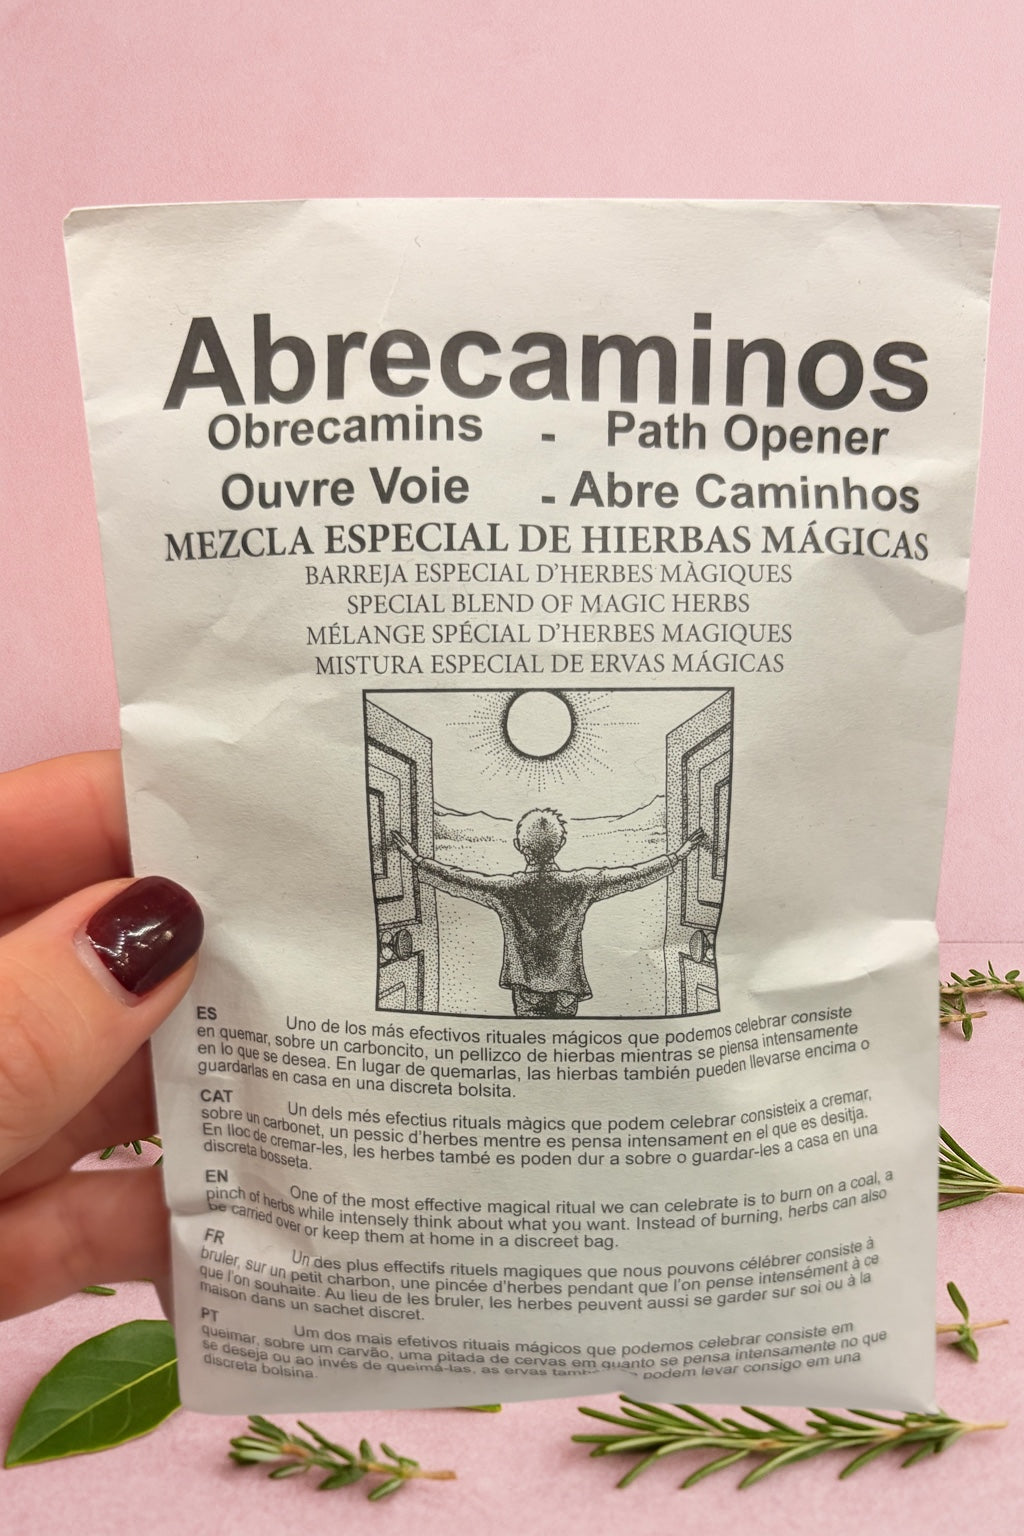 Abrecaminos
Obrecamins - Path Opener
Ouvre Voie - Abre Caminhos
MEZCLA ESPECIAL DE HIERBAS MÁGICAS
BARREJA ESPECIAL D'HERBES MÀGIQUES
SPECIAL BLEND OF MAGIC HERBS
MÉLANGE SPÉCIAL D'HERBES MAGIQUES
MISTURA ESPECIAL DE ERVAS MÁGICAS
ES Uno de los más efectivos rituales mágicos que podemos celebrar consiste
en quemar, sobre un carboncito, un pellizco de hierbas mientras se piensa intensamente
en lo que se desea. En lugar de quemarlas, las hierbas también pueden llevarse encima o
guardarlas en casa en una discreta bolsita.
CAT Un dels més efectius rituals màgics que podem celebrar consisteix a cremar,
sobre un carbonet, un pessic d'herbes mentre es pensa intensament en el que es desitja.
En lloc de cremar-les, les herbes també es poden dur a sobre o guardar-les a casa en una
discreta bosseta.
EN One of the most effective magical ritual we can celebrate is to burn on a coal, a
pinch of herbs while intensely think about what you want. Instead of burning, herbs can also
be carried over or keep them at home in a discreet bag.
FR Un des plus effectifs rituels magiques que nous pouvons célébrer consiste à
bruler, sur un petit charbon, une pincée d'herbes pendant que l'on pense intensément à ce
que l'on souhaite. Au lieu de les bruler, les herbes peuvent aussi se garder sur soi ou à la
maison dans un sachet discret.
PT Um dos mais efetivos rituais mágicos que podemos celebrar consiste em
queimar, sobre um carvão, uma pitada de cervas em quanto se pensa intensamente no que
se deseja ou ao invés de queimá-las, as ervas podem levar consigo em uma
discreta bolsina.